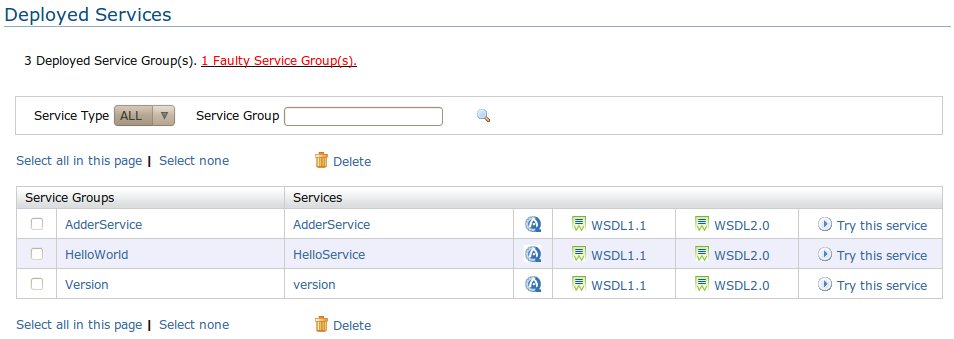 Deployed Services
3 Deployed Service Group(s). 1 Faulty Service Group(s).
Service Type ALL Service Group
Select all in this page | Select none Delete
Service Groups Services
AdderService AdderService WSDL1.1 WSDL2.0 Try this service
HelloWorld HelloService WSDL1.1 WSDL2.0 Try this service
Version version WSDL1.1 WSDL2.0 Try this service
Select all in this page | Select none Delete